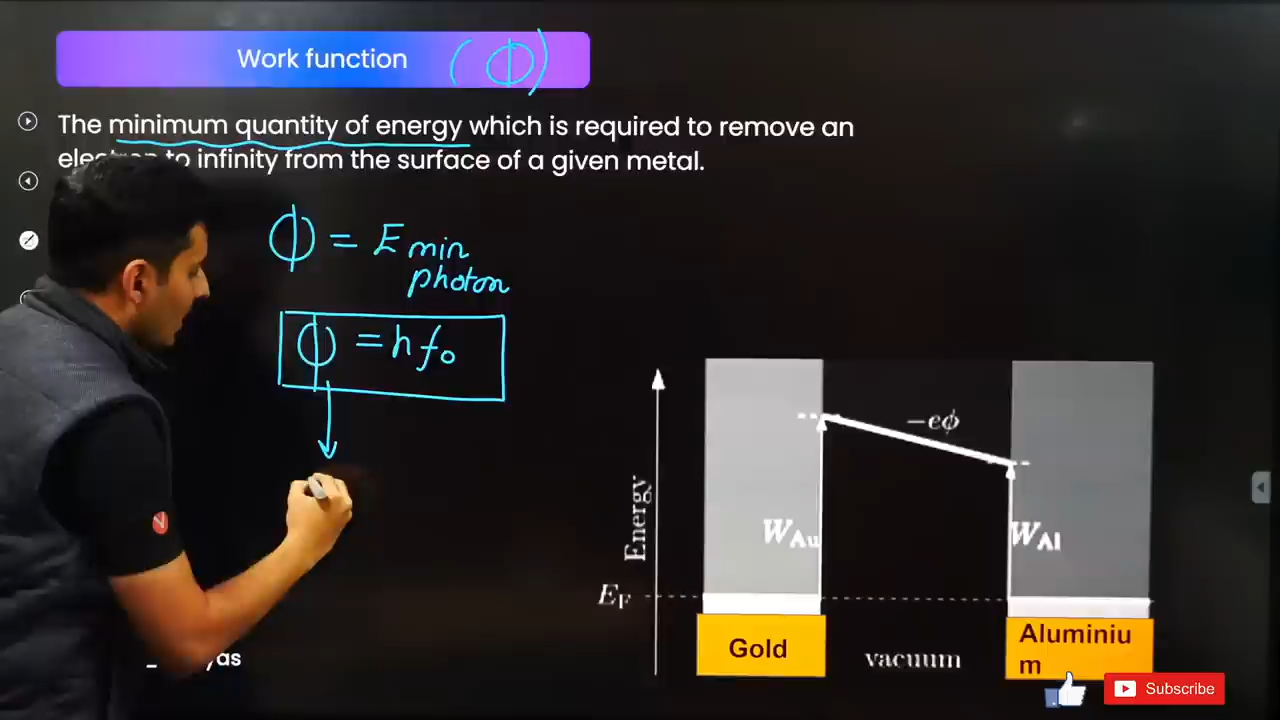 Work function (ϕ)
The minimum quantity of energy which is required to remove an
electron to infinity from the surface of a given metal.
ϕ = E min
photon
ϕ = hf₀
−eϕ
Energy
W_Au
W_Al
E_F
Gold
vacuum
Aluminiu
m
Subscribe